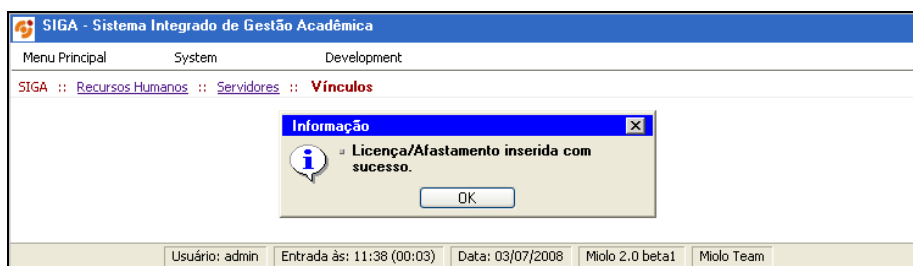 SIGA - Sistema Integrado de Gestão Acadêmica
Menu Principal System Development
SIGA :: Recursos Humanos :: Servidores :: Vínculos
Informação
Licença/Afastamento inserida com
sucesso.
OK
Usuário: admin Entrada às: 11:38 (00:03) Data: 03/07/2008 Miolo 2.0 beta1 Miolo Team